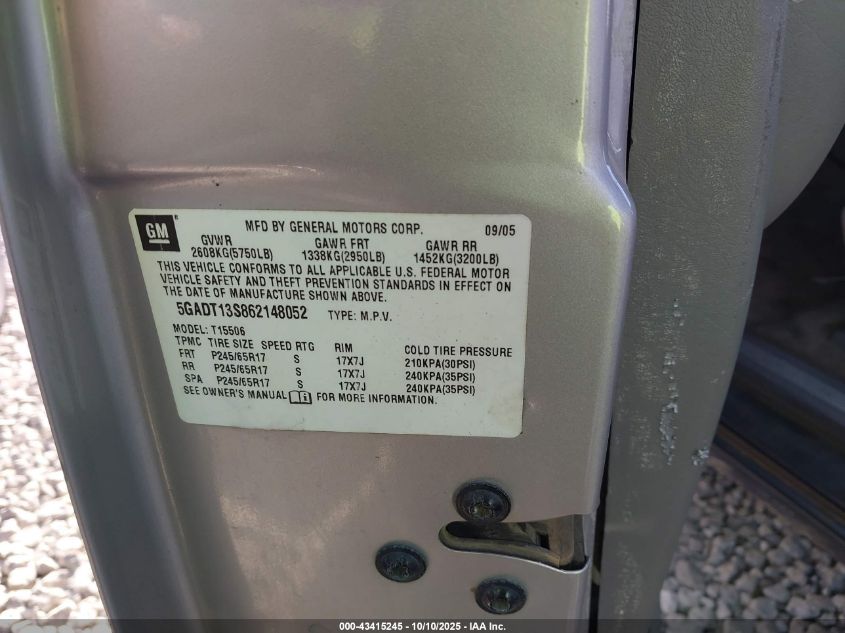 GM ® MFD BY GENERAL MOTORS CORP. 09/05
GVWR GAWR FRT GAWR RR
2608KG(5750LB) 1338KG(2950LB) 1452KG(3200LB)
THIS VEHICLE CONFORMS TO ALL APPLICABLE U.S. FEDERAL MOTOR
VEHICLE SAFETY AND THEFT PREVENTION STANDARDS IN EFFECT ON
THE DATE OF MANUFACTURE SHOWN ABOVE.
5GADT13S862148052 TYPE: M.P.V.
MODEL: T15506
TPMC TIRE SIZE SPEED RTG RIM COLD TIRE PRESSURE
FRT P245/65R17 S 17X7J 210KPA(30PSI)
RR P245/65R17 S 17X7J 240KPA(35PSI)
SPA P245/65R17 S 17X7J 240KPA(35PSI)
SEE OWNER'S MANUAL i FOR MORE INFORMATION.
000-43415245 - 10/10/2025 - IAA Inc.